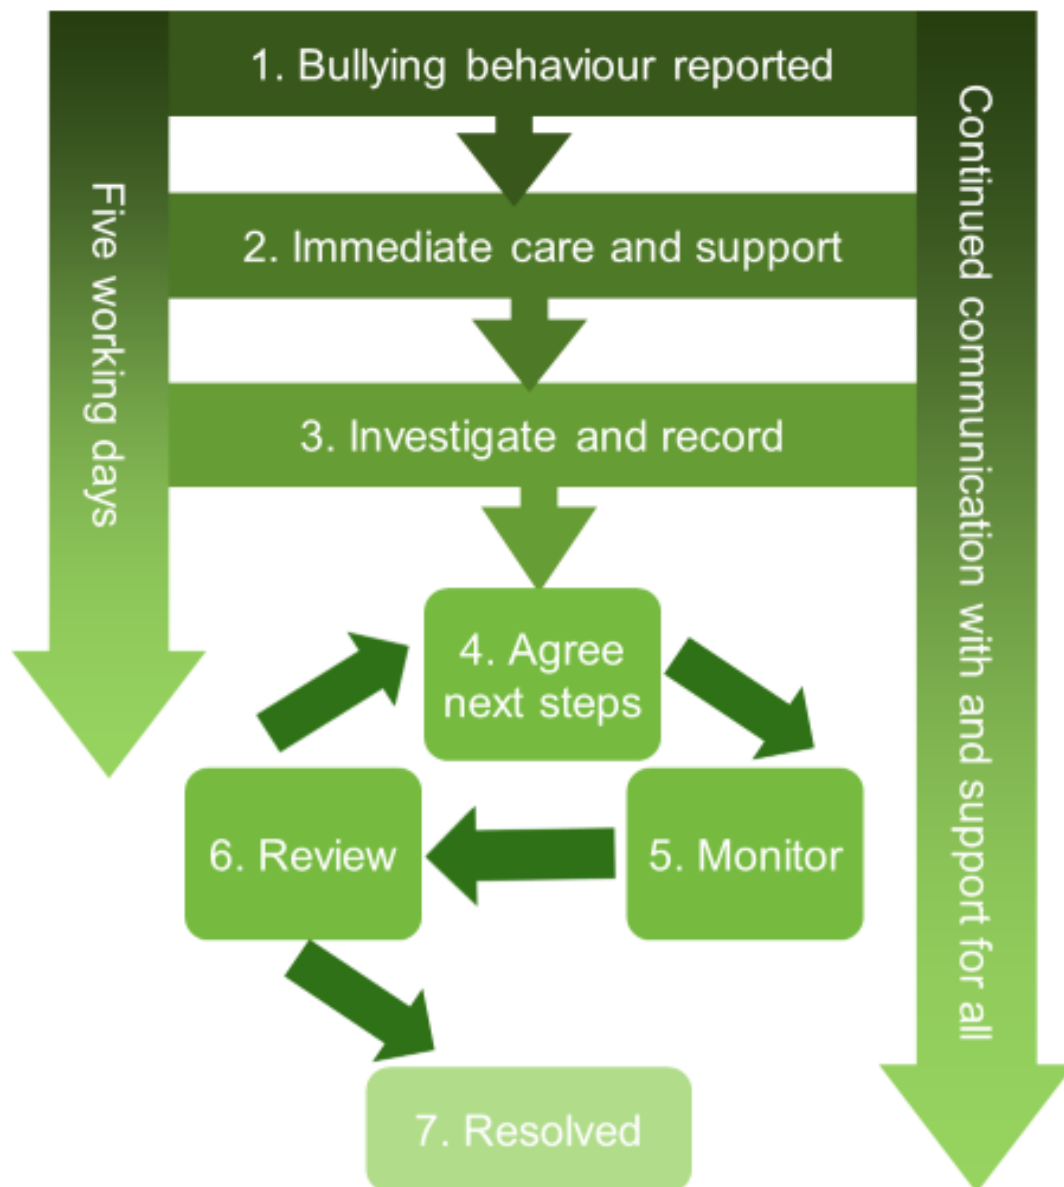 1. Bullying behaviour reported
Five working days
Continued communication with and support for all
2. Immediate care and support
3. Investigate and record
4. Agree
next steps
6. Review
5. Monitor
7. Resolved